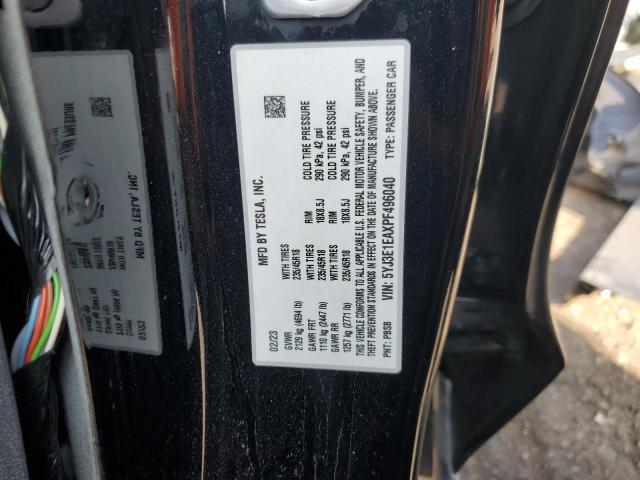 MFD BY TESLA, INC.
02/23
GVWR
2129 kg (4694 lb)
WITH TIRES
235/45R18
RIM
18X8.5J
COLD TIRE PRESSURE
290 kPa, 42 psi
GAWR FRT
1110 kg (2447 lb)
WITH TIRES
235/45R18
RIM
18X8.5J
COLD TIRE PRESSURE
290 kPa, 42 psi
GAWR RR
1257 kg (2771 lb)
THIS VEHICLE CONFORMS TO ALL APPLICABLE U.S. FEDERAL MOTOR VEHICLE SAFETY, BUMPER, AND
THEFT PREVENTION STANDARDS IN EFFECT ON THE DATE OF MANUFACTURE SHOWN ABOVE.
PNT: PBSB
VIN: 5YJ3E1EAXPF496040
TYPE: PASSENGER CAR